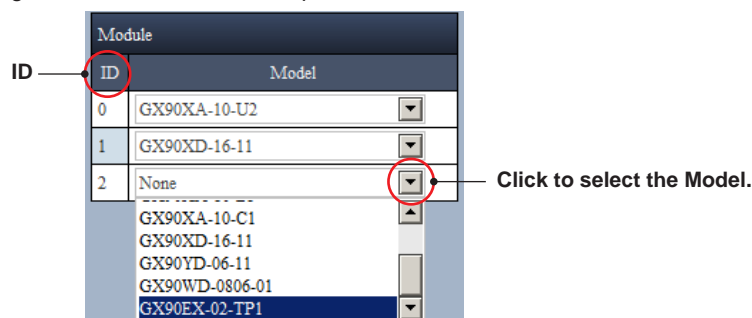 Module
ID
ID Model
0 GX90XA-10-U2
1 GX90XD-16-11
2 None
Click to select the Model.
GX90XA-10-C1
GX90XD-16-11
GX90YD-06-11
GX90WD-0806-01
GX90EX-02-TP1